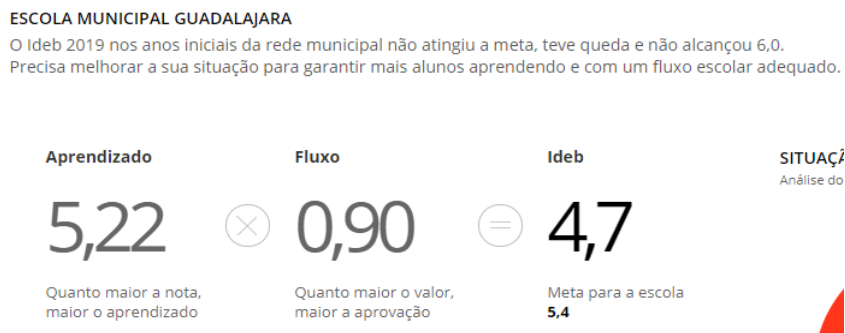 ESCOLA MUNICIPAL GUADALAJARA
O Ideb 2019 nos anos iniciais da rede municipal não atingiu a meta, teve queda e não alcançou 6,0.
Precisa melhorar a sua situação para garantir mais alunos aprendendo e com um fluxo escolar adequado.
Aprendizado
Fluxo
Ideb
SITUAÇÃ
Análise do
5,22
0,90
4,7
Quanto maior a nota,
maior o aprendizado
Quanto maior o valor,
maior a aprovação
Meta para a escola
5,4